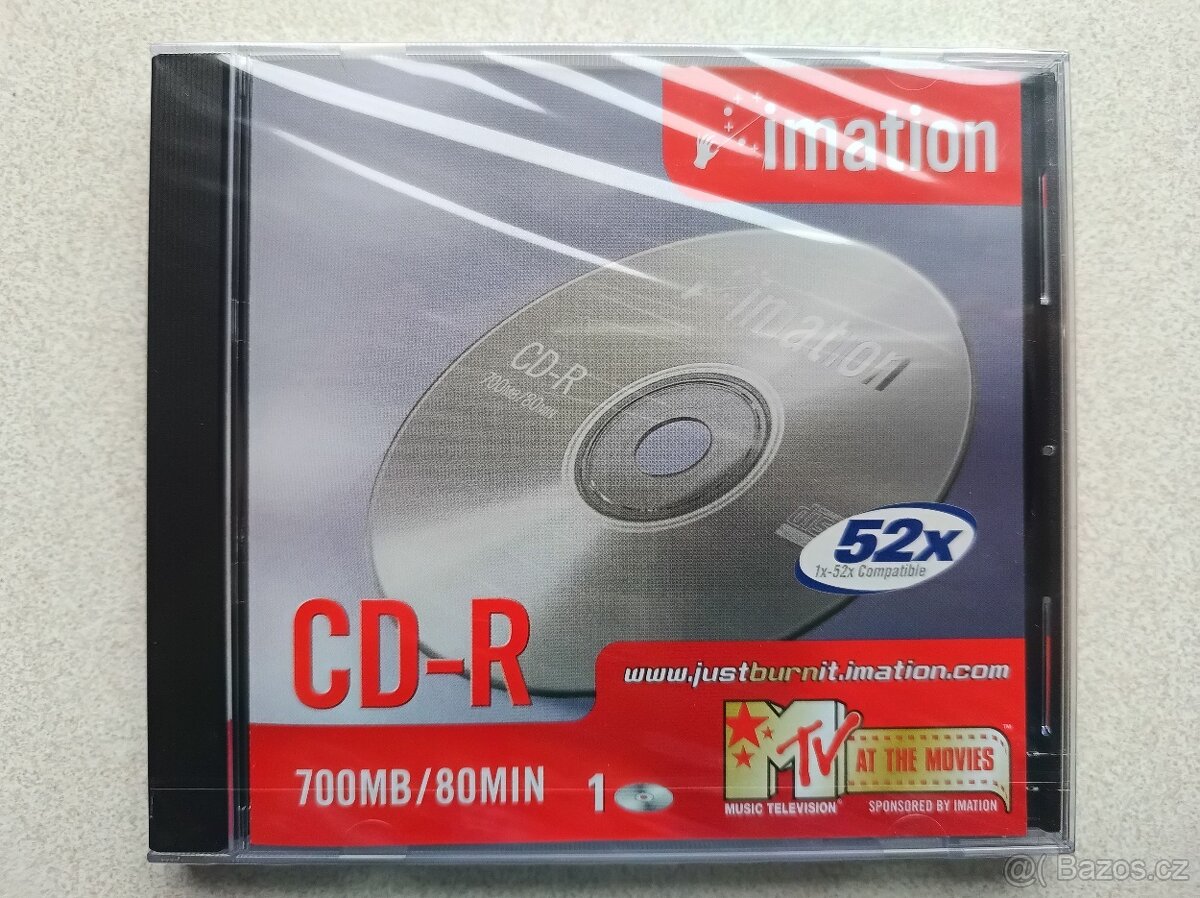 imation
imation
CD-R
700MB/80MIN
52x
1x-52x Compatible
CD-R
www.justburnit.imation.com
MTV
AT THE MOVIES
™
700MB/80MIN
1
MUSIC TELEVISION®
SPONSORED BY IMATION
Bazos.cz